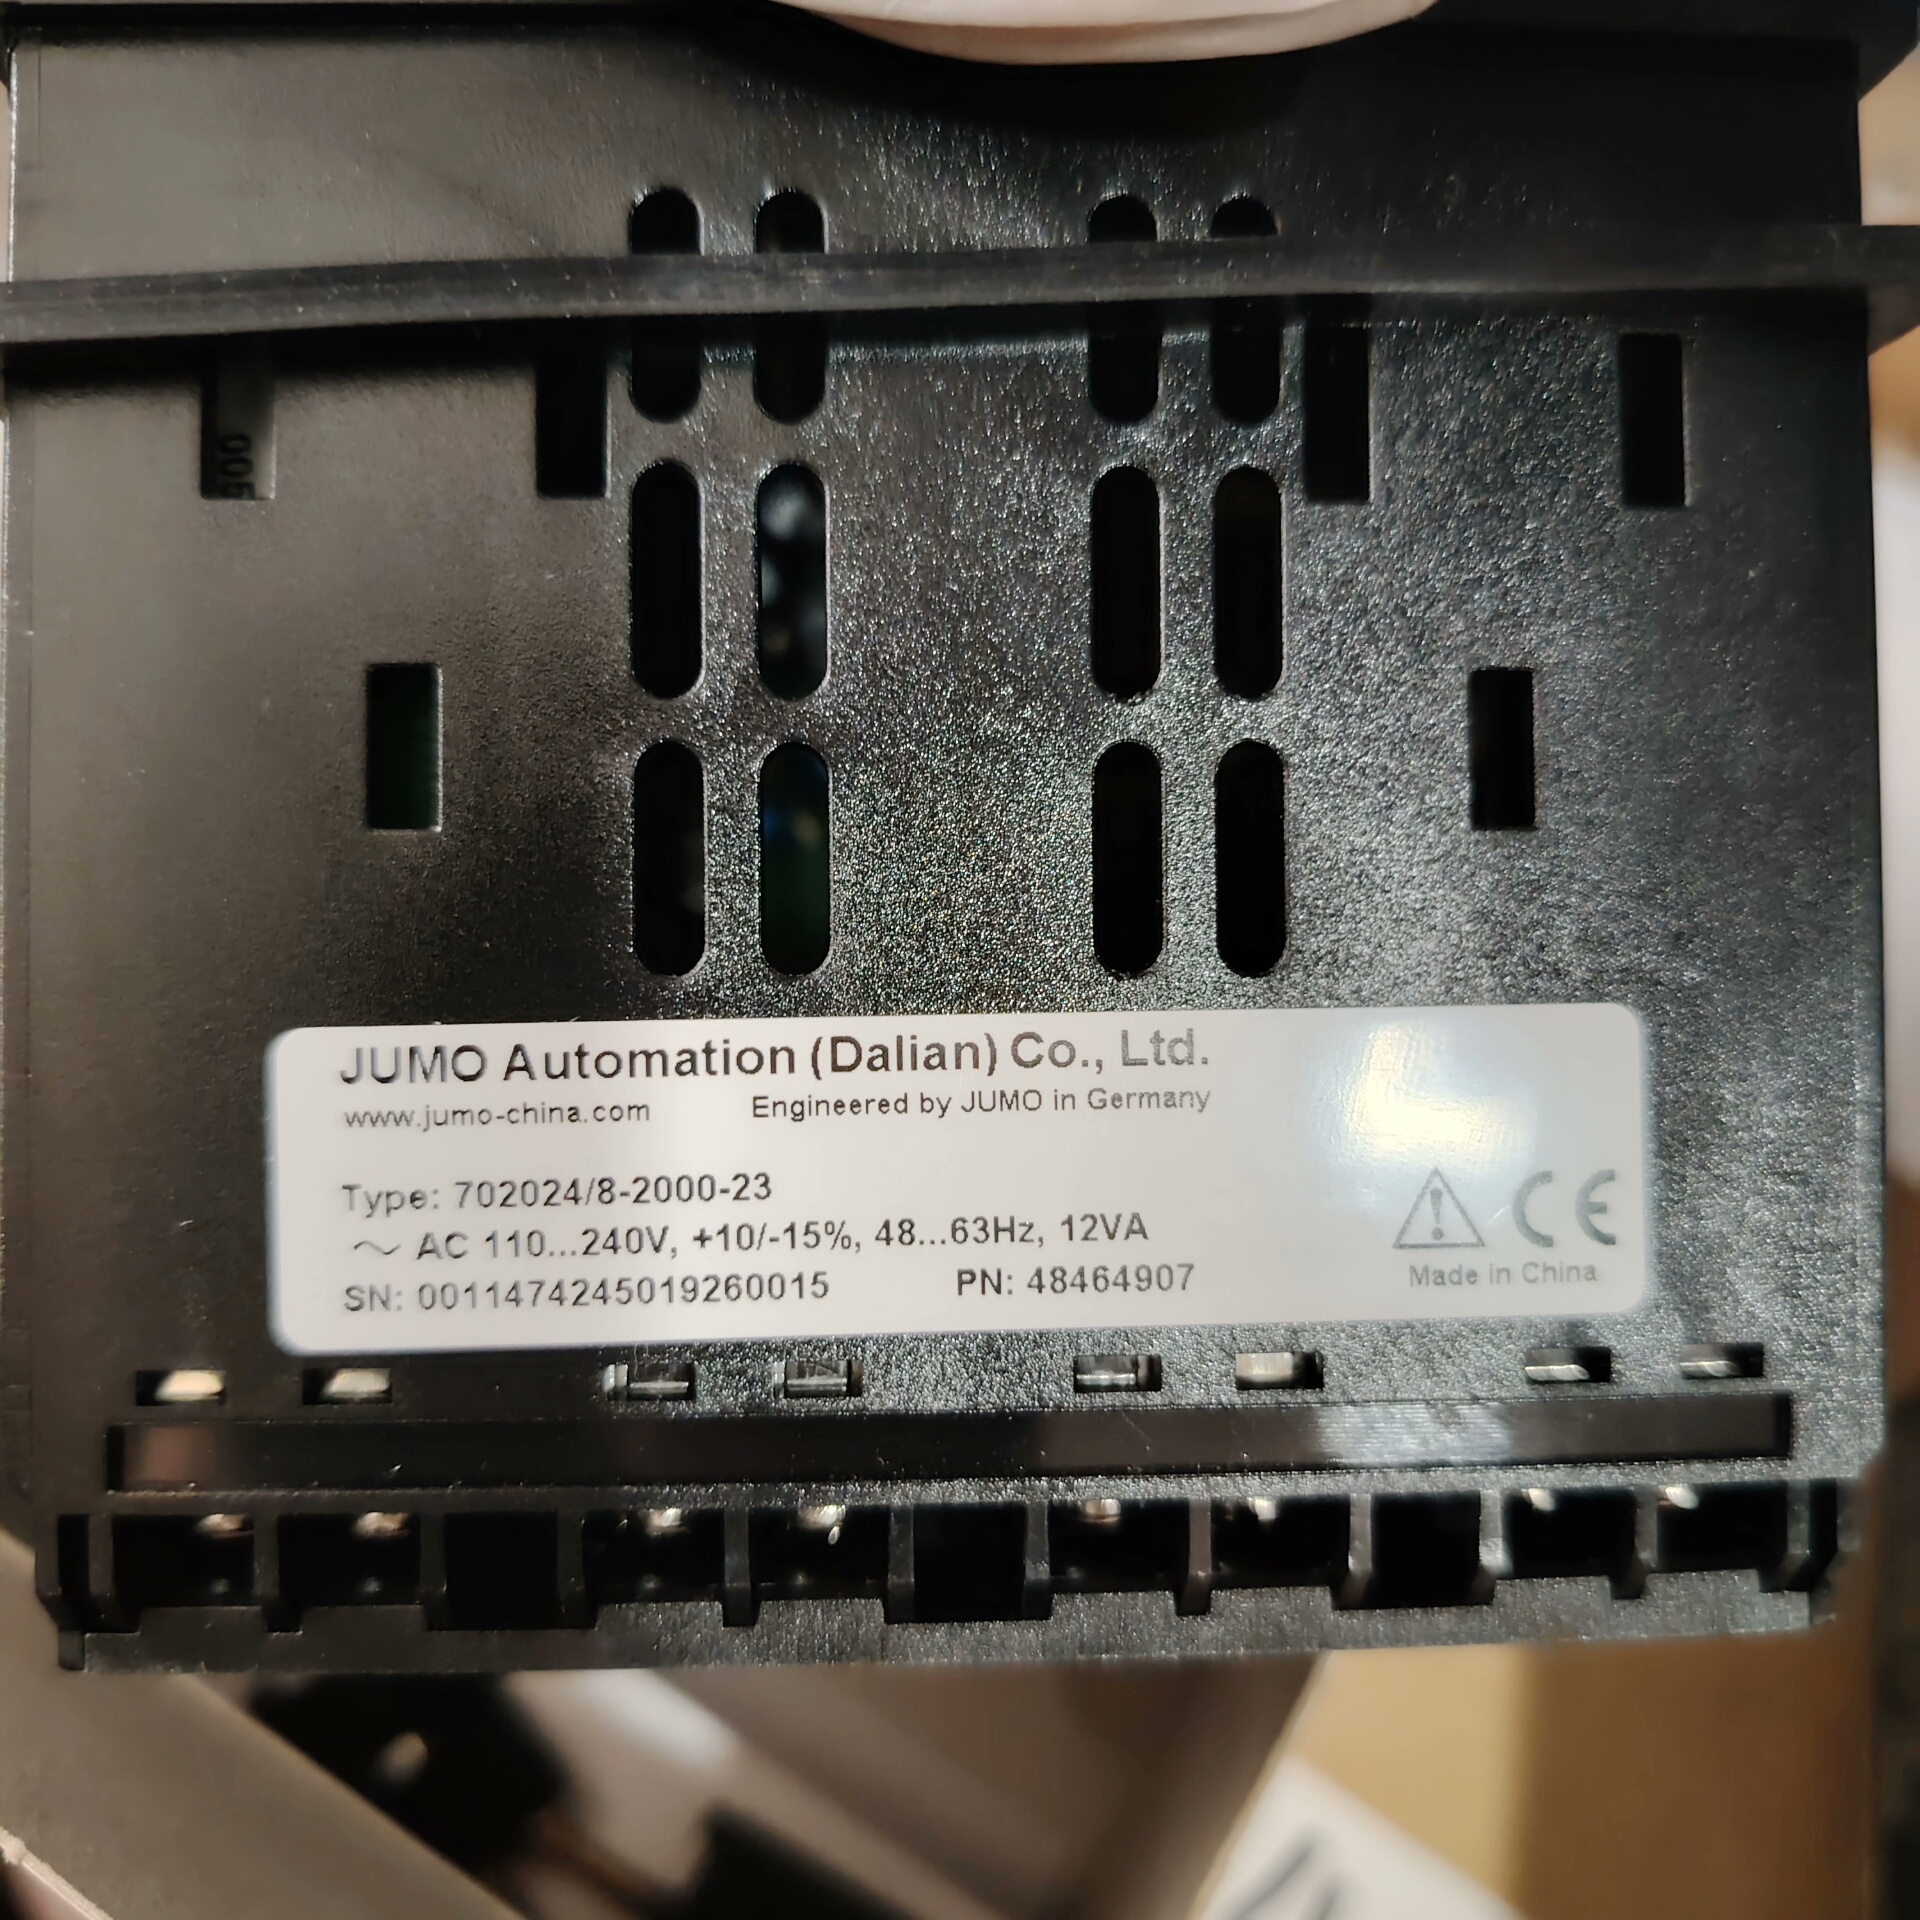 005
JUMO Automation (Dalian) Co., Ltd.
www.jumo-china.com Engineered by JUMO in Germany
Type: 702024/8-2000-23
~ AC 110...240V, +10/-15%, 48...63Hz, 12VA
SN: 0011474245019260015 PN: 48464907
CE
Made in China